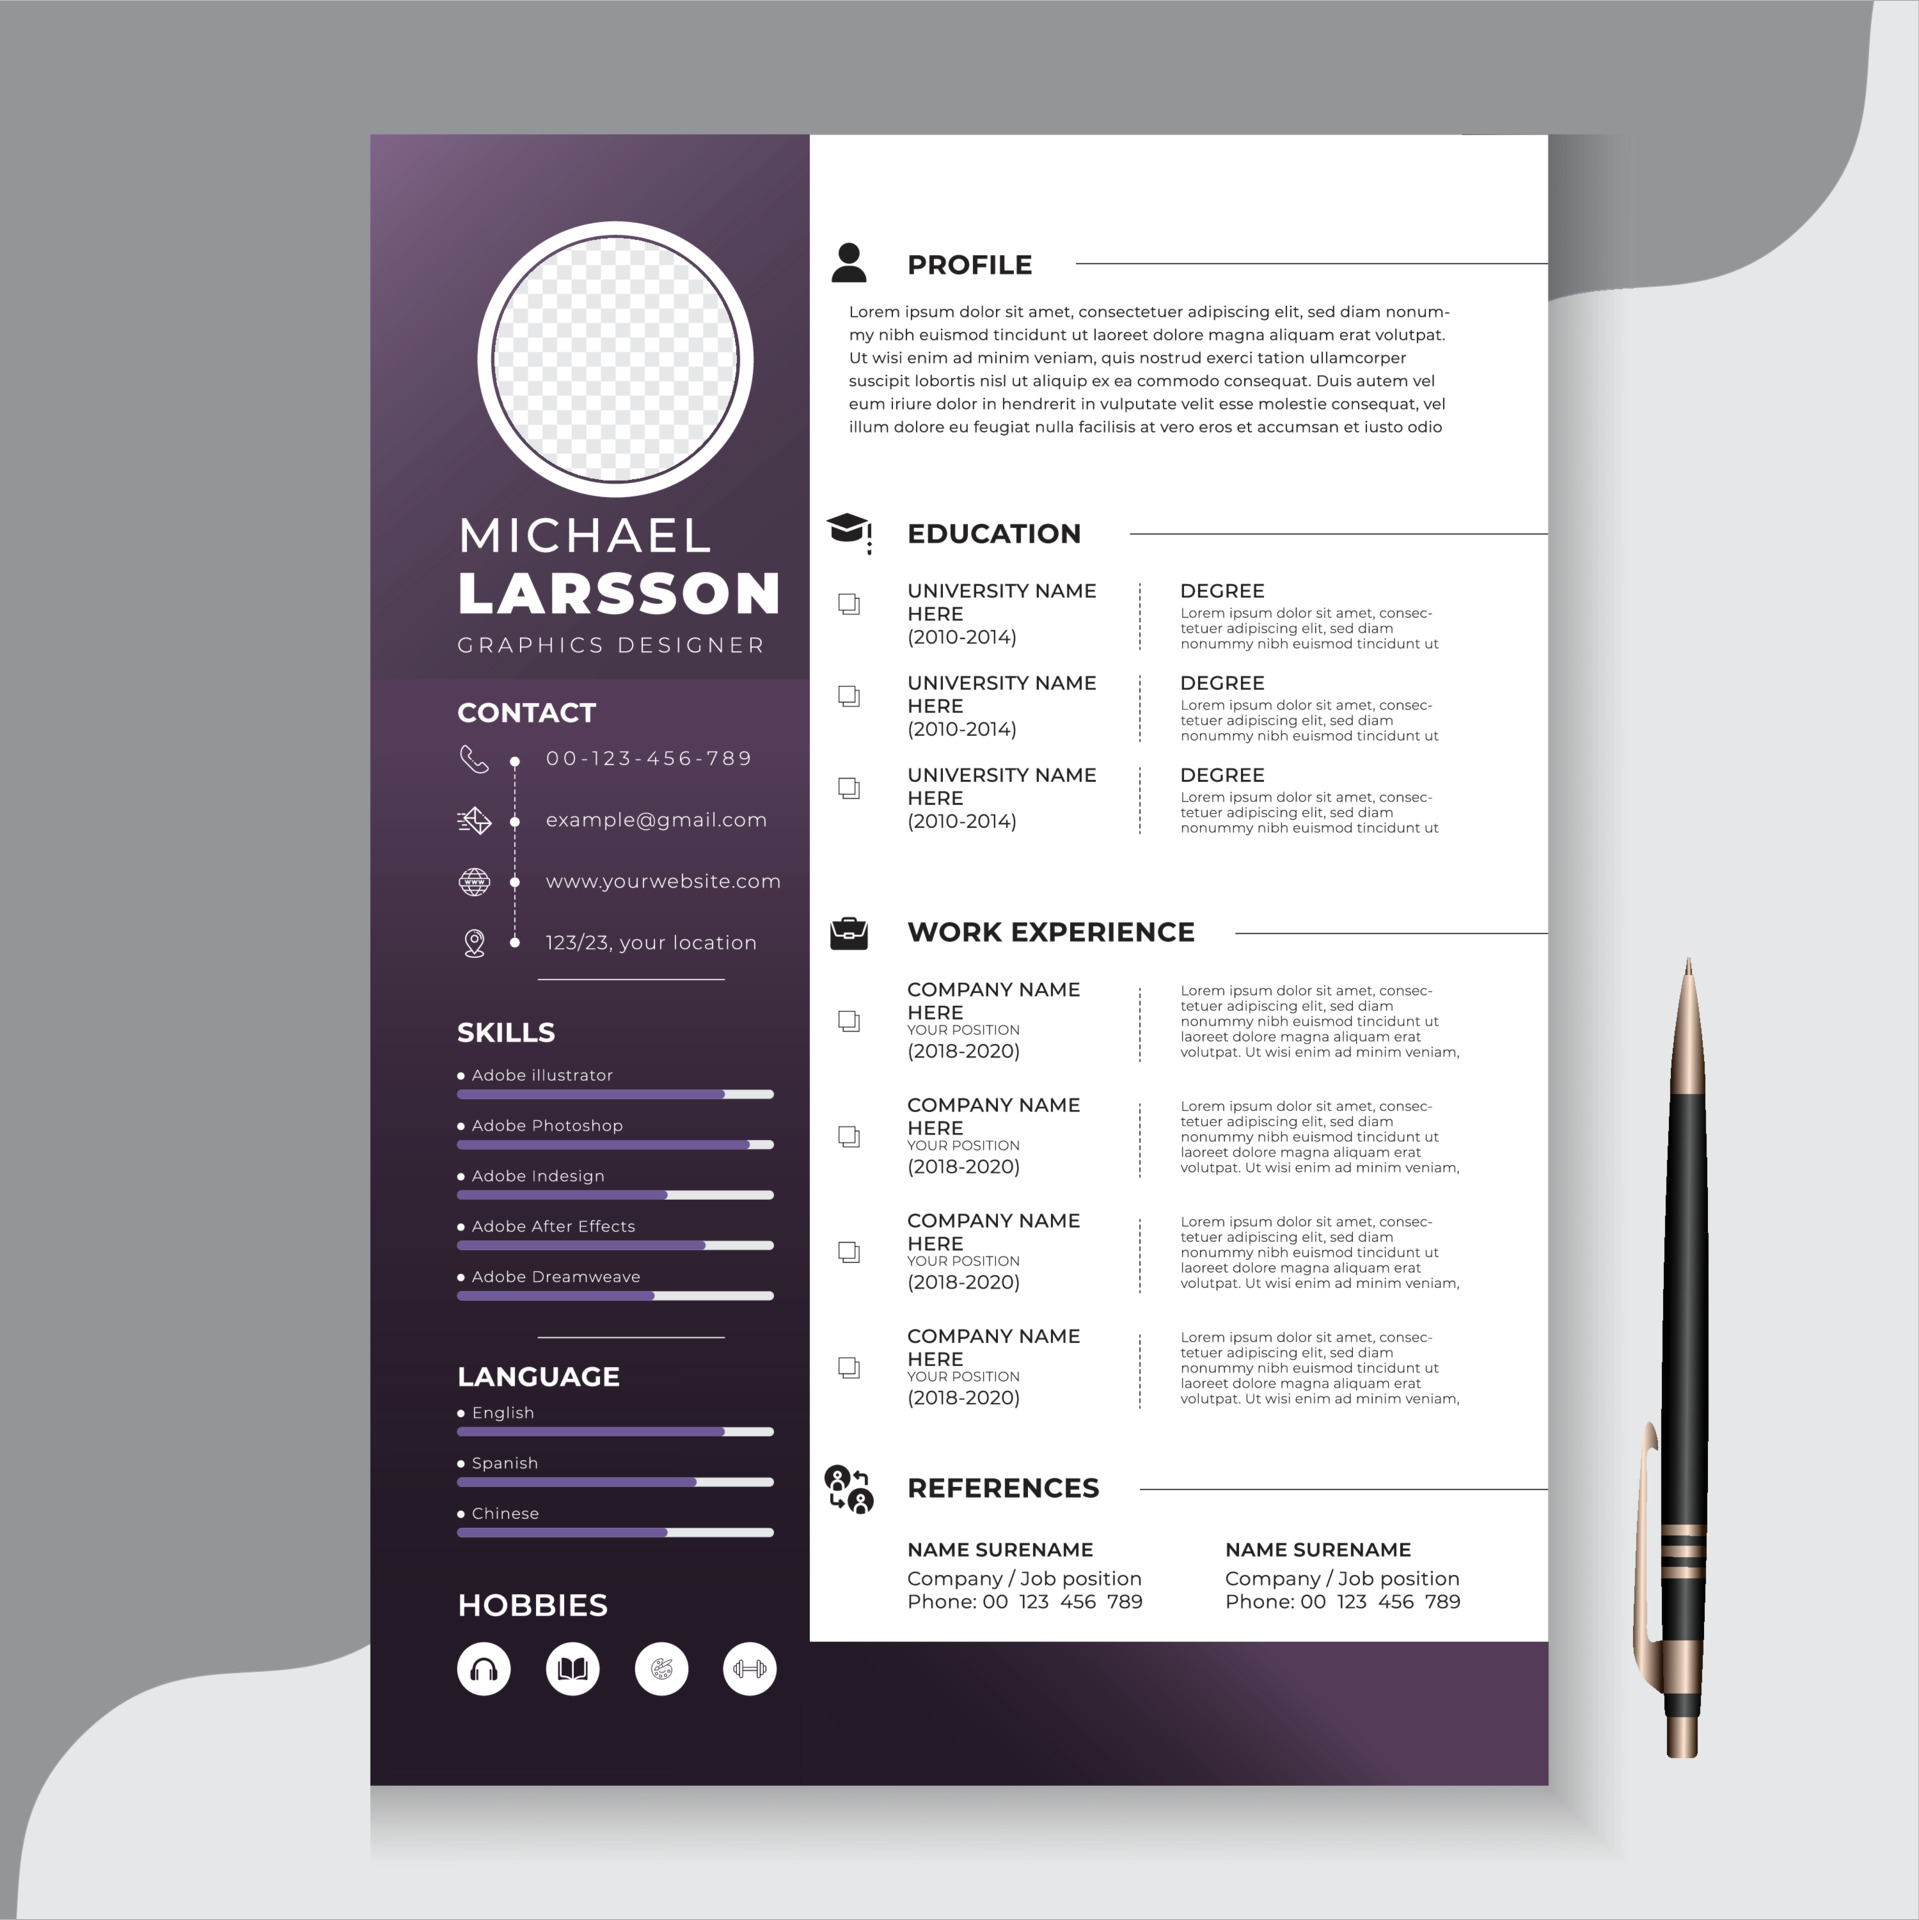 MICHAEL
LARSSON
GRAPHICS DESIGNER
CONTACT
00-123-456-789
example@gmail.com
www.yourwebsite.com
123/23, your location
SKILLS
Adobe illustrator
Adobe Photoshop
Adobe Indesign
Adobe After Effects
Adobe Dreamweave
LANGUAGE
English
Spanish
Chinese
HOBBIES
PROFILE
Lorem ipsum dolor sit amet, consectetuer adipiscing elit, sed diam nonum-
my nibh euismod tincidunt ut laoreet dolore magna aliquam erat volutpat.
Ut wisi enim ad minim veniam, quis nostrud exerci tation ullamcorper
suscipit lobortis nisl ut aliquip ex ea commodo consequat. Duis autem vel
eum iriure dolor in hendrerit in vulputate velit esse molestie consequat, vel
illum dolore eu feugiat nulla facilisis at vero eros et accumsan et iusto odio
EDUCATION
UNIVERSITY NAME
HERE
(2010-2014)
DEGREE
Lorem ipsum dolor sit amet, consec-
tetuer adipiscing elit, sed diam
nonummy nibh euismod tincidunt ut
UNIVERSITY NAME
HERE
(2010-2014)
DEGREE
Lorem ipsum dolor sit amet, consec-
tetuer adipiscing elit, sed diam
nonummy nibh euismod tincidunt ut
UNIVERSITY NAME
HERE
(2010-2014)
DEGREE
Lorem ipsum dolor sit amet, consec-
tetuer adipiscing elit, sed diam
nonummy nibh euismod tincidunt ut
WORK EXPERIENCE
COMPANY NAME
HERE
YOUR POSITION
(2018-2020)
Lorem ipsum dolor sit amet, consec-
tetuer adipiscing elit, sed diam
nonummy nibh euismod tincidunt ut
laoreet dolore magna aliquam erat
volutpat. Ut wisi enim ad minim veniam,
COMPANY NAME
HERE
YOUR POSITION
(2018-2020)
Lorem ipsum dolor sit amet, consec-
tetuer adipiscing elit, sed diam
nonummy nibh euismod tincidunt ut
laoreet dolore magna aliquam erat
volutpat. Ut wisi enim ad minim veniam,
COMPANY NAME
HERE
YOUR POSITION
(2018-2020)
Lorem ipsum dolor sit amet, consec-
tetuer adipiscing elit, sed diam
nonummy nibh euismod tincidunt ut
laoreet dolore magna aliquam erat
volutpat. Ut wisi enim ad minim veniam,
COMPANY NAME
HERE
YOUR POSITION
(2018-2020)
Lorem ipsum dolor sit amet, consec-
tetuer adipiscing elit, sed diam
nonummy nibh euismod tincidunt ut
laoreet dolore magna aliquam erat
volutpat. Ut wisi enim ad minim veniam,
REFERENCES
NAME SURENAME
Company / Job position
Phone: 00 123 456 789
NAME SURENAME
Company / Job position
Phone: 00 123 456 789